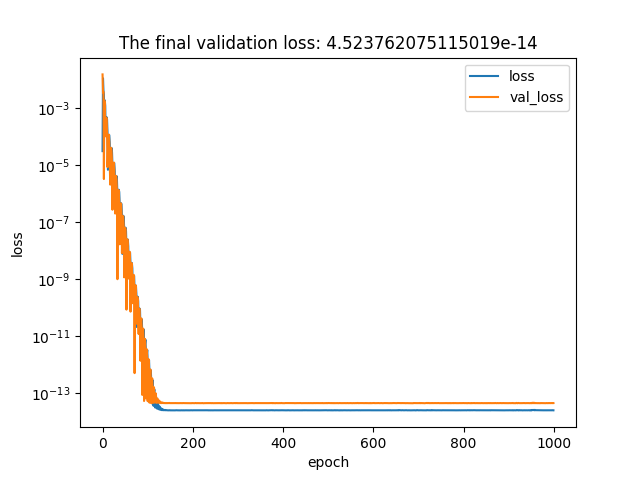 The final validation loss: 4.523762075115019e-14
loss
val_loss
10⁻³
10⁻⁵
10⁻⁷
10⁻⁹
10⁻¹¹
10⁻¹³
loss
0 200 400 600 800 1000
epoch